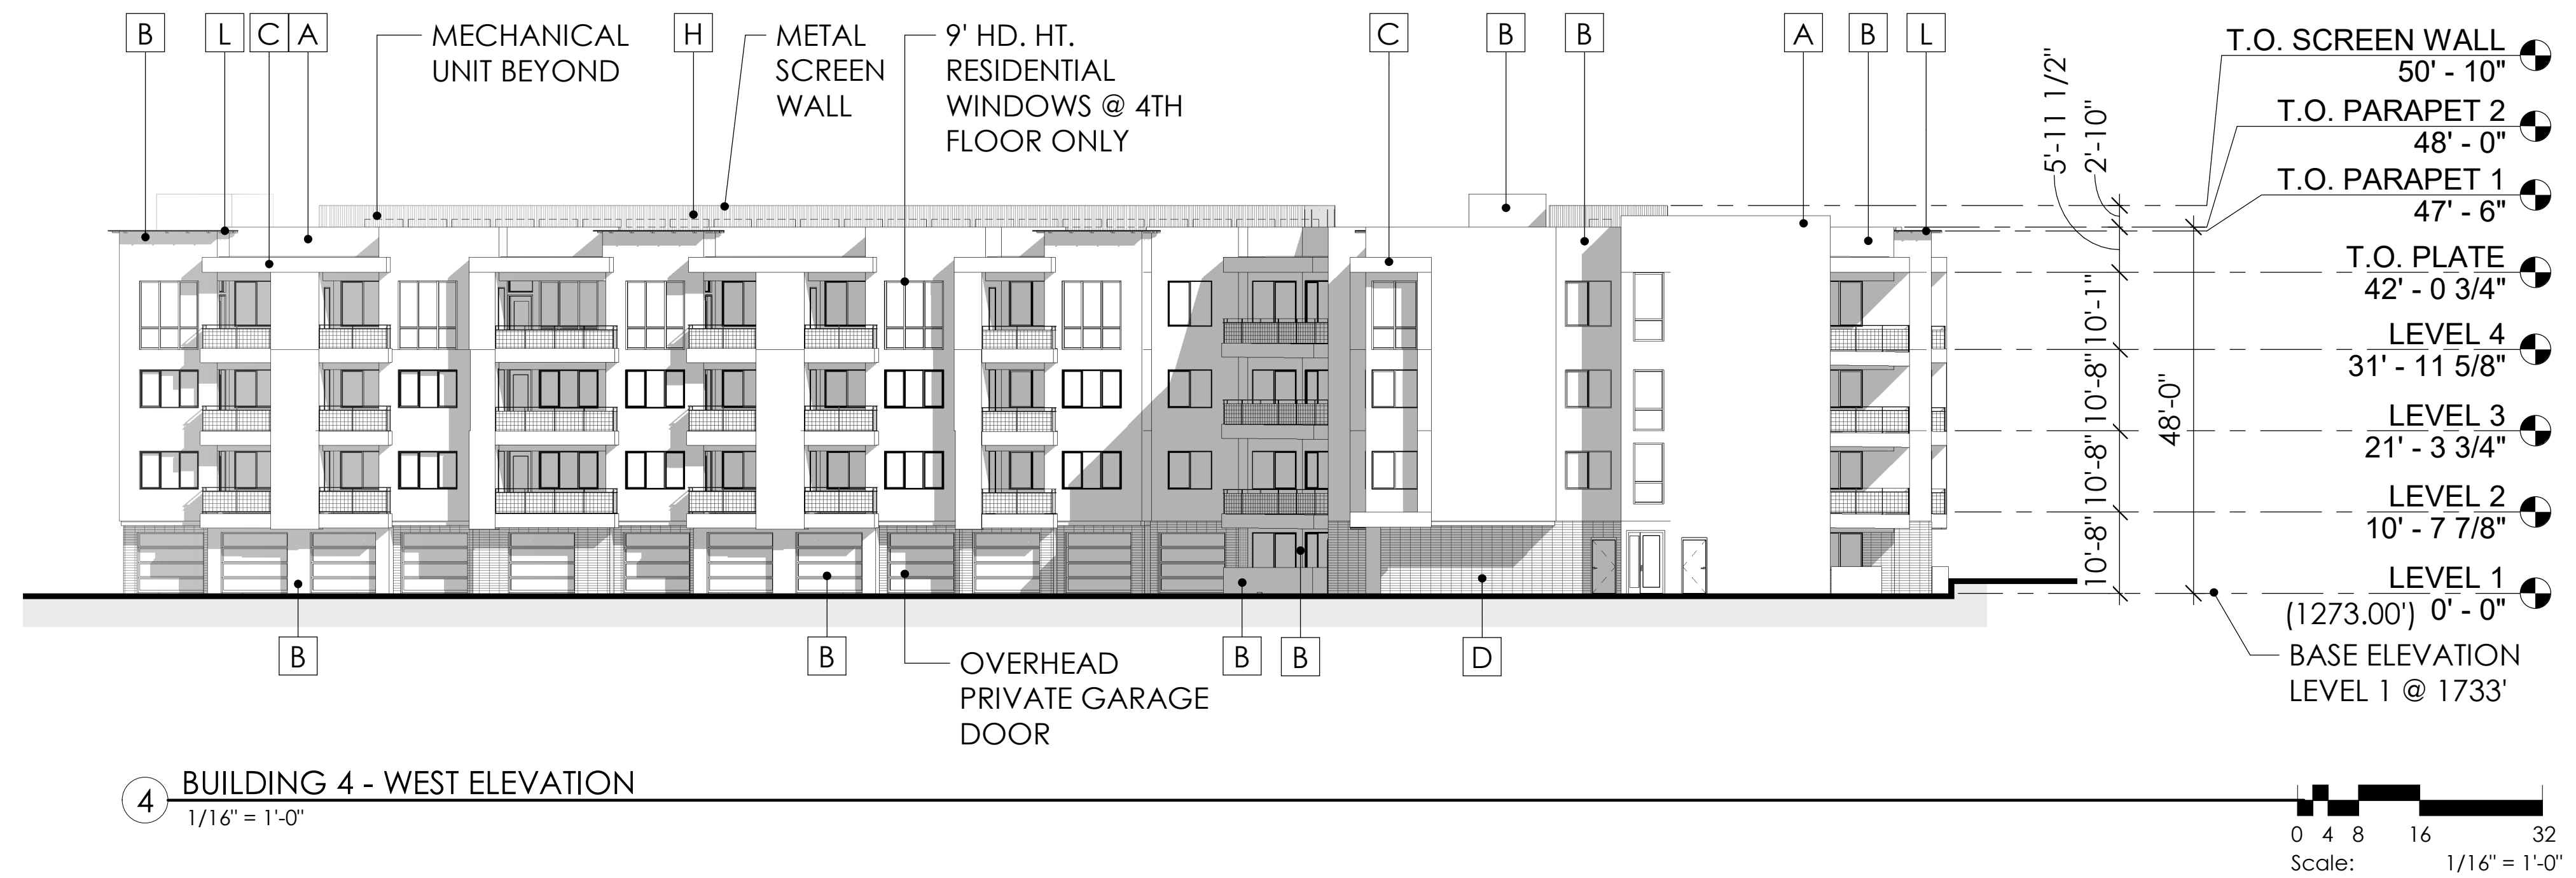 B L C A H C B B A B L
MECHANICAL
UNIT BEYOND
METAL
SCREEN
WALL
9' HD. HT.
RESIDENTIAL
WINDOWS @ 4TH
FLOOR ONLY
T.O. SCREEN WALL
50' - 10"
T.O. PARAPET 2
48' - 0"
T.O. PARAPET 1
47' - 6"
T.O. PLATE
42' - 0 3/4"
LEVEL 4
31' - 11 5/8"
LEVEL 3
21' - 3 3/4"
LEVEL 2
10' - 7 7/8"
LEVEL 1
(1273.00') 0' - 0"
BASE ELEVATION
LEVEL 1 @ 1733'
5'-11 1/2"
2'-10"
10'-1"
10'-8"
10'-8"
10'-8"
48'-0"
B B B B D
OVERHEAD
PRIVATE GARAGE
DOOR
4 BUILDING 4 - WEST ELEVATION
1/16" = 1'-0"
0 4 8 16 32
Scale: 1/16" = 1'-0"